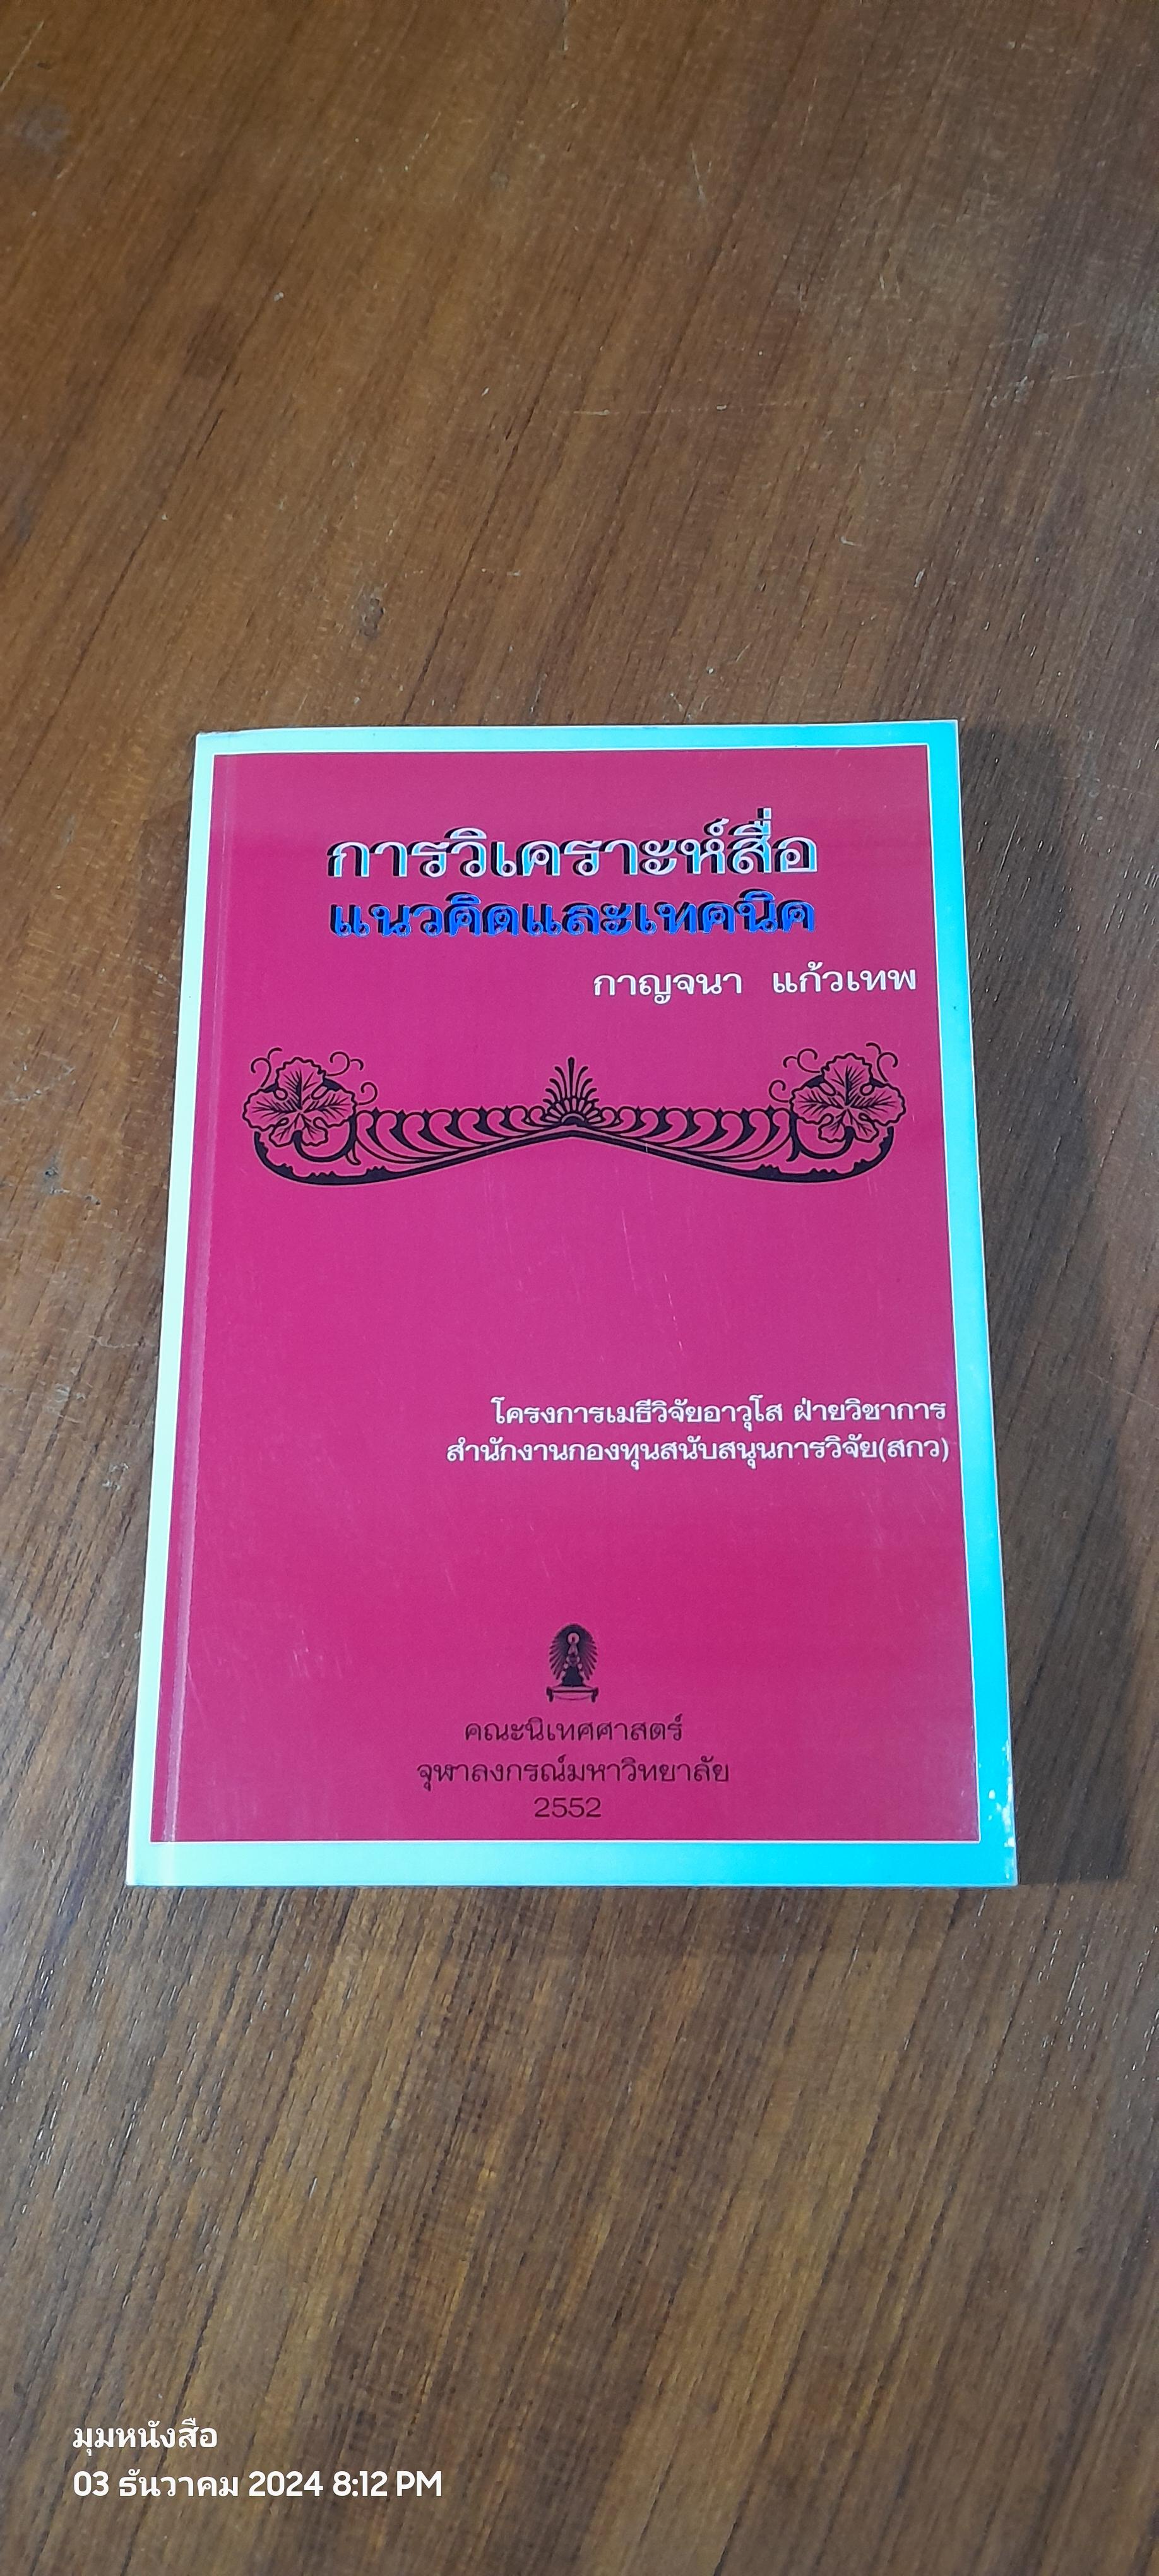 การวิเคราะห์สื่อ
แนวคิดและเทคนิค
กาญจนา แก้วเทพ
โครงการเมธีวิจัยอาวุโส ฝ่ายวิชาการ
สำนักงานกองทุนสนับสนุนการวิจัย(สกว)
คณะนิเทศศาสตร์
จุฬาลงกรณ์มหาวิทยาลัย
2552
มุมหนังสือ
03 ธันวาคม 2024 8:12 PM